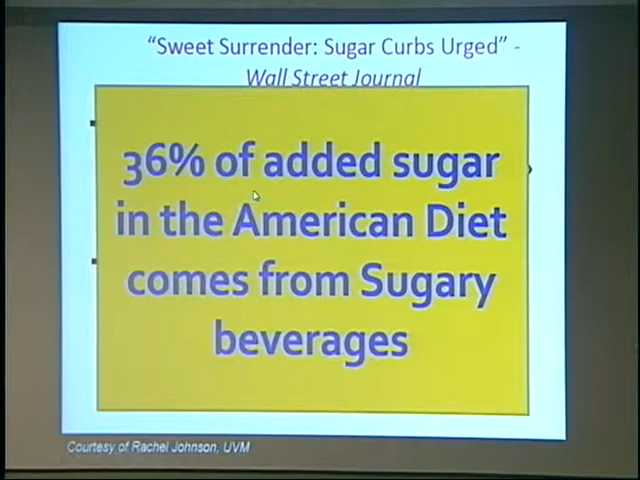 “Sweet Surrender: Sugar Curbs Urged” -
Wall Street Journal
36% of added sugar
in the American Diet
comes from Sugary
beverages
Courtesy of Rachel Johnson, UVM